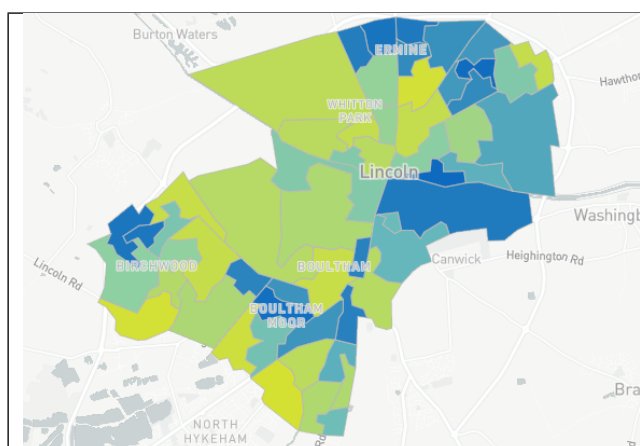 Burton Waters
ERMINE
Hawthor
WHITTON
PARK
Lincoln
Washingb
Lincoln Rd
BIRCHWOOD
BOULTHAM
Canwick
Heighington Rd
BOULTHAM
MOOR
Bra
NORTH
HYKEHAM